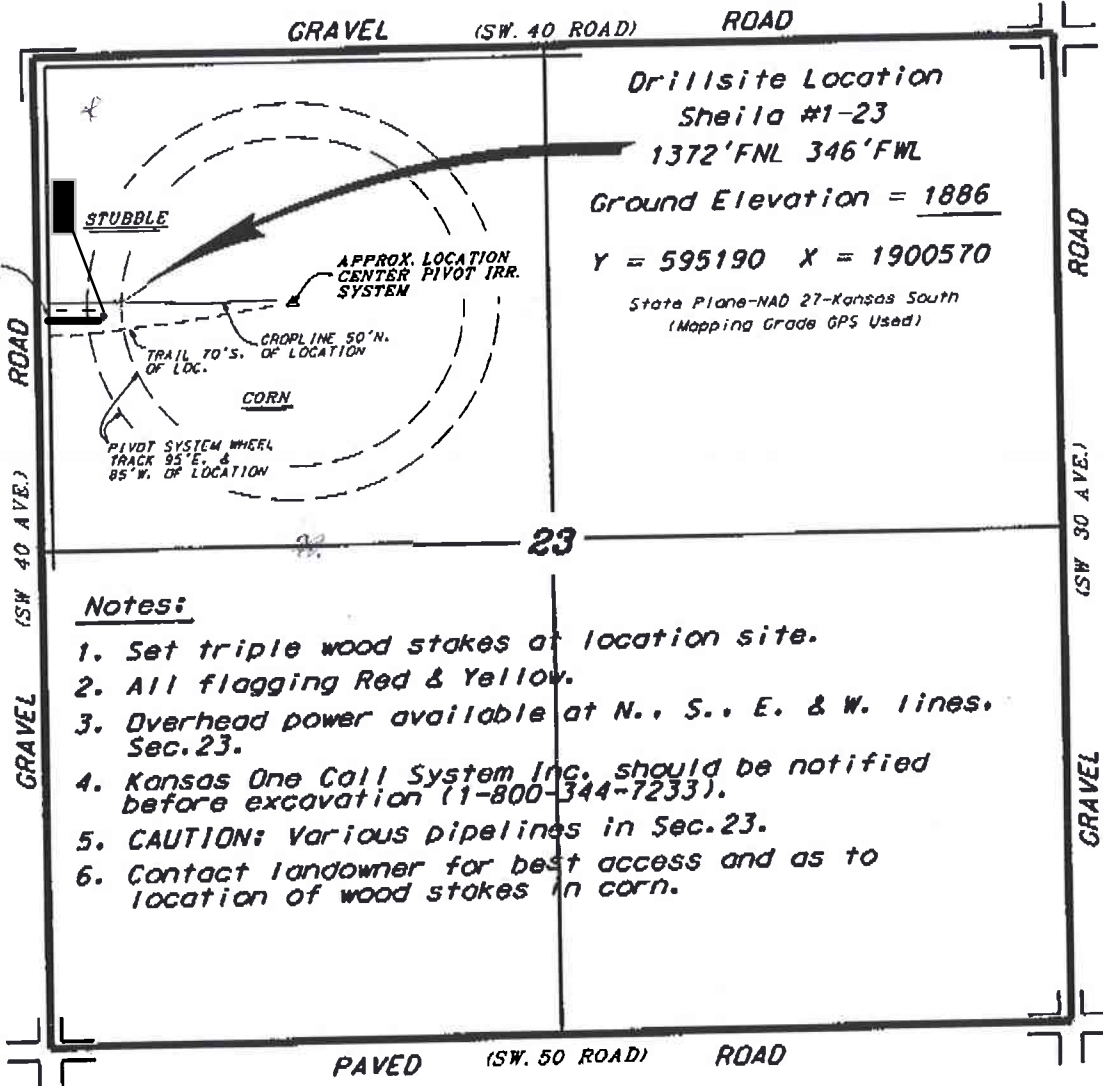 GRAVEL (SW. 40 ROAD) ROAD
Drillsite Location
Sheila #1-23
1372'FNL 346'FWL
Ground Elevation = 1886
Y = 595190 X = 1900570
State Plane-NAD 27-Kansas South
(Mapping Grade GPS Used)
STUBBLE
APPROX. LOCATION
CENTER PIVOT IRR.
SYSTEM
CROPLINE 50'N.
OF LOCATION
TRAIL 70'S.
OF LOC.
CORN
PIVOT SYSTEM WHEEL
TRACK 95'E. &
85'W. OF LOCATION
23
ROAD
(SW 40 AVE.)
GRAVEL
ROAD
(SW 30 AVE.)
GRAVEL
Notes:
1. Set triple wood stakes at location site.
2. All flagging Red & Yellow.
3. Overhead power available at N., S., E. & W. lines,
Sec.23.
4. Kansas One Call System Inc. should be notified
before excavation (1-800-344-7233).
5. CAUTION: Various pipelines in Sec.23.
6. Contact landowner for best access and as to
location of wood stakes in corn.
PAVED (SW. 50 ROAD) ROAD